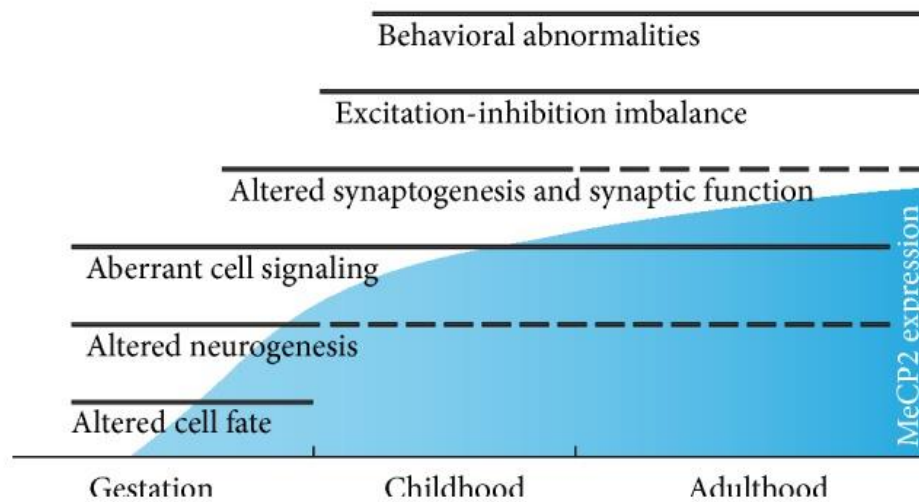 Behavioral abnormalities
Excitation-inhibition imbalance
Altered synaptogenesis and synaptic function
Aberrant cell signaling
Altered neurogenesis
Altered cell fate
MeCP2 expression
Gestation
Childhood
Adulthood